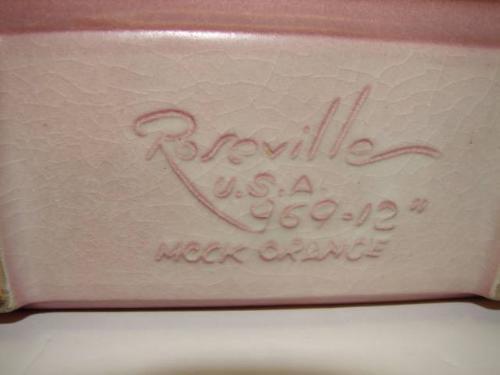 Roseville
U.S.A.
969-12"
MOCK ORANGE